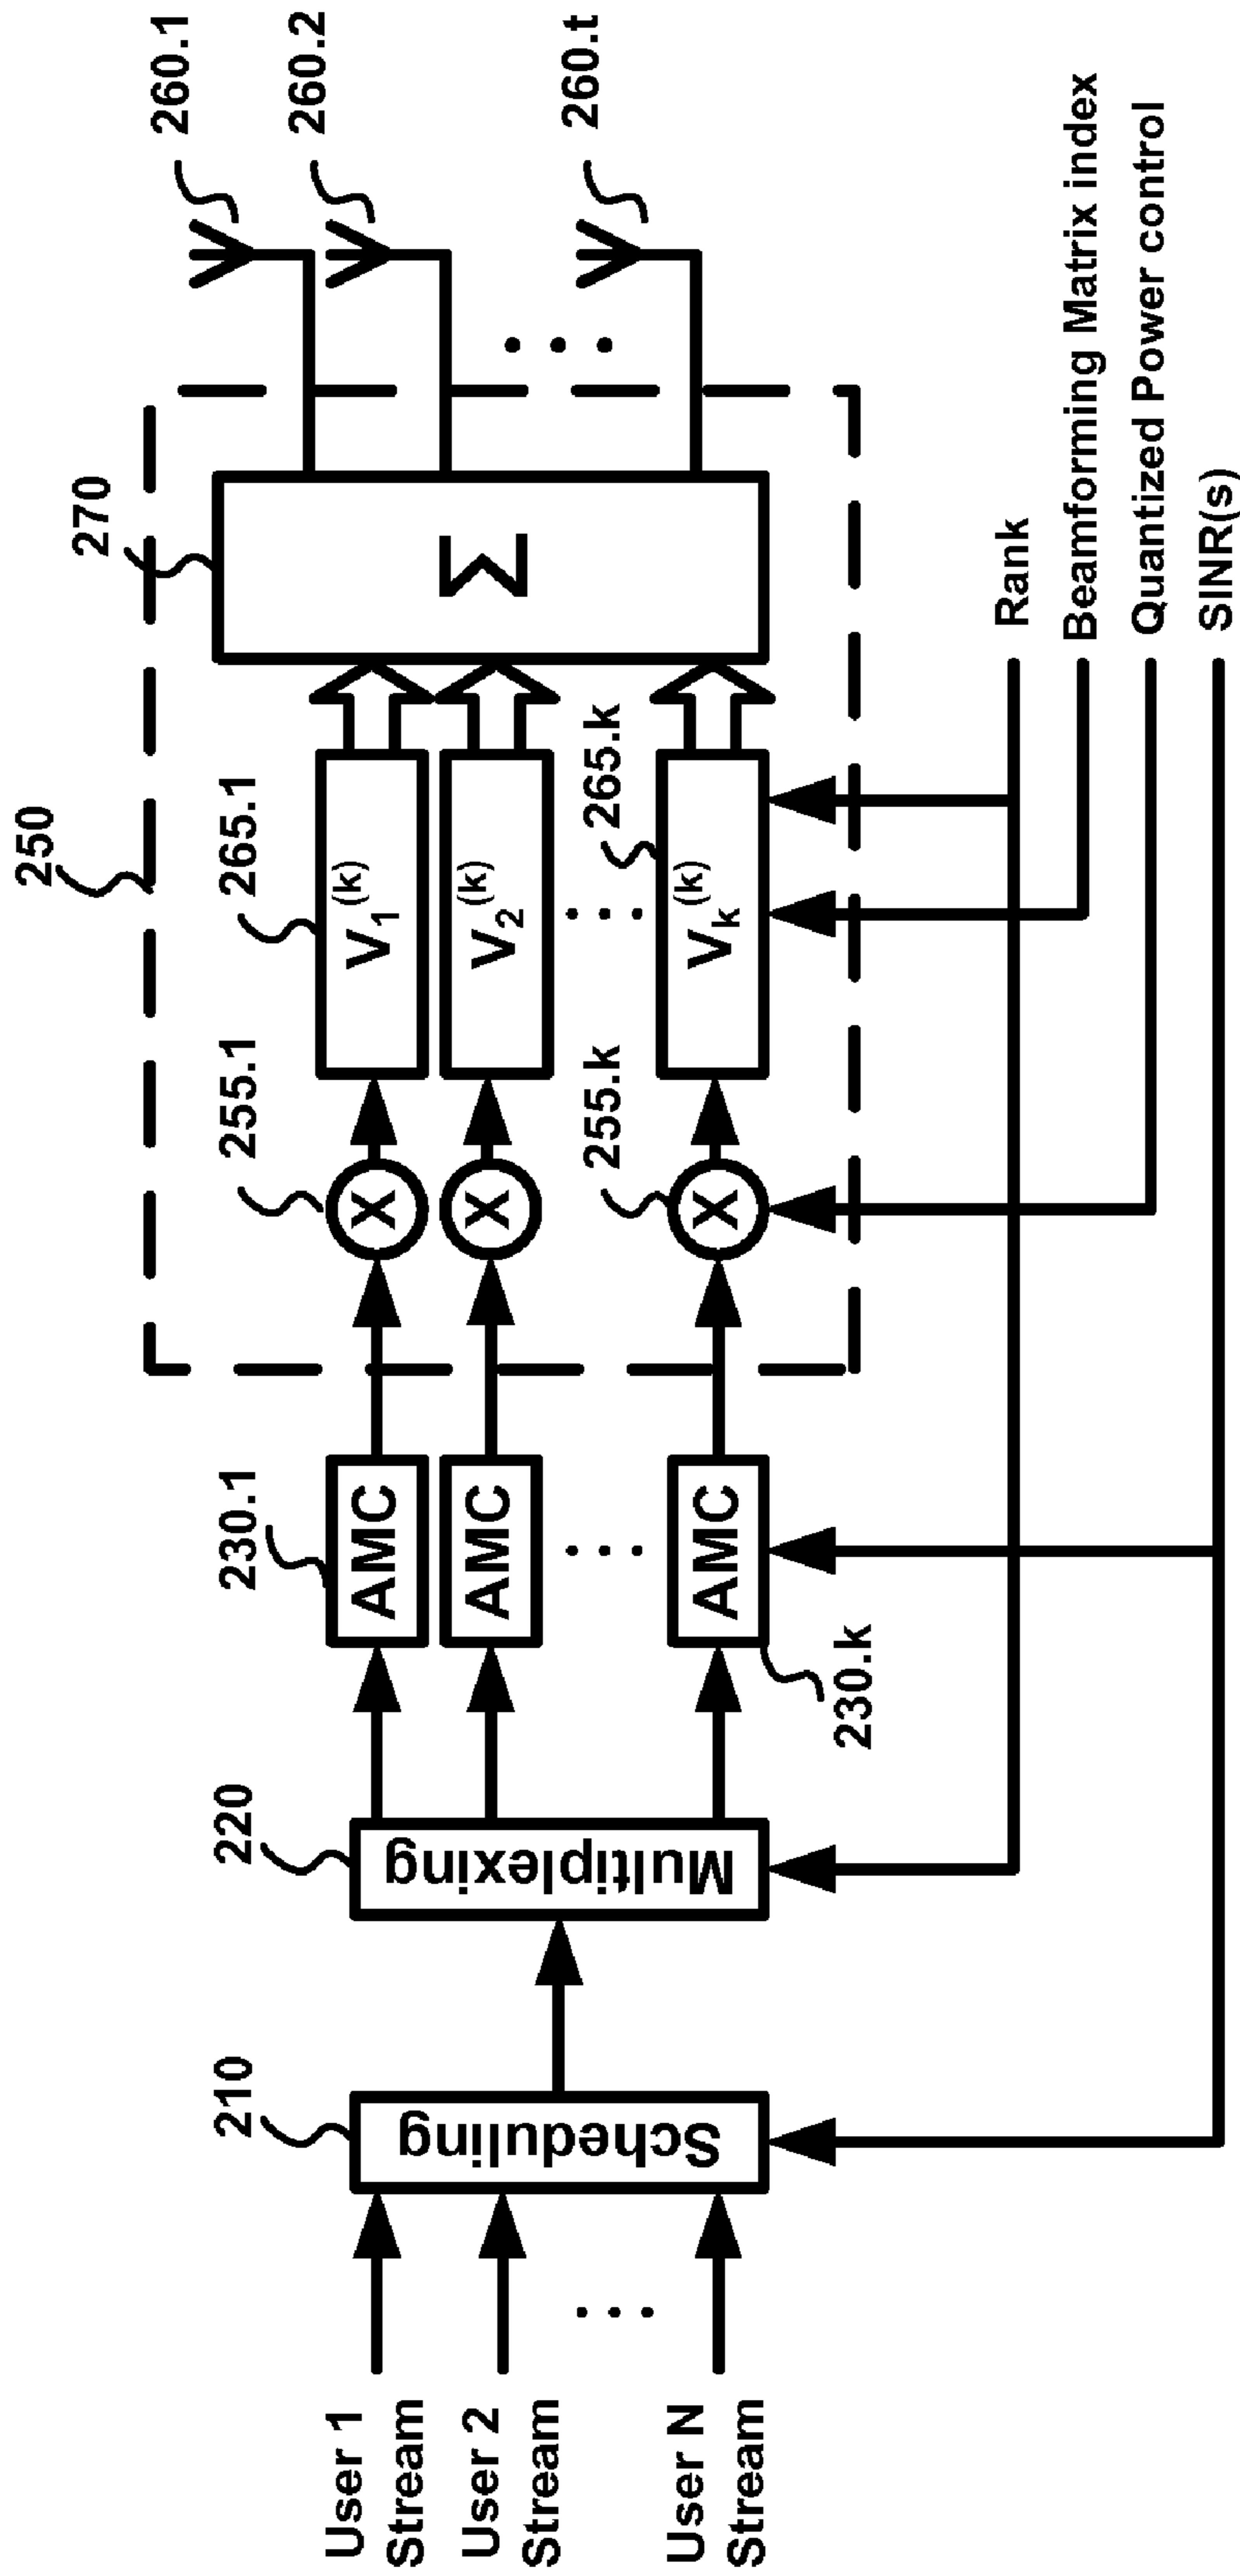 250
270
260.1
260.2
260.t
210
220
230.1
255.1
265.1
User 1
Stream
User 2
Stream
...
User N
Stream
Scheduling
Multiplexing
AMC
AMC
...
AMC
230.k
X
X
X
255.k
V1(k)
V2(k)
...
Vk(k)
265.k
Σ
...
Rank
Beamforming Matrix index
Quantized Power control
SINR(s)